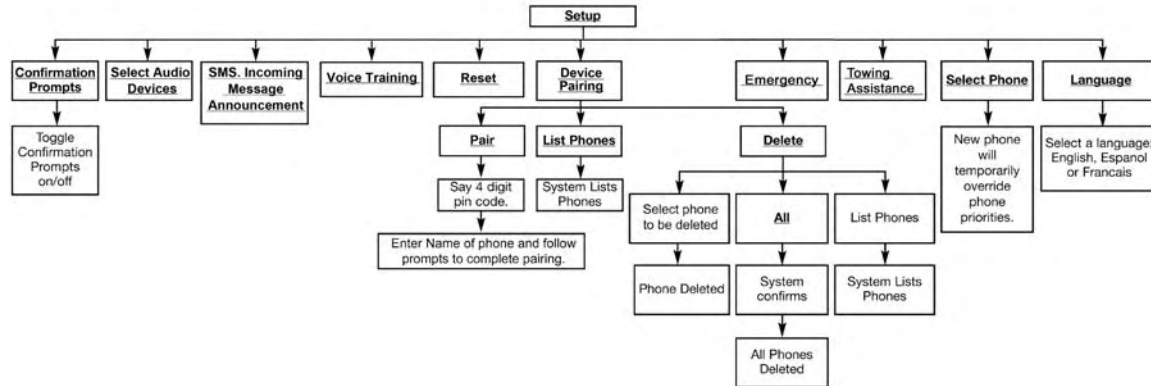 Setup
Confirmation
Prompts
Select Audio
Devices
SMS. Incoming
Message
Announcement
Voice Training
Reset
Device
Pairing
Emergency
Towing
Assistance
Select Phone
Language
Toggle
Confirmation
Prompts
on/off
Pair
List Phones
Delete
New phone
will
temporarily
override
phone
priorities.
Select a language:
English, Espanol
or Francais
Say 4 digit
pin code.
System Lists
Phones
Enter Name of phone and follow
prompts to complete pairing.
Select phone
to be deleted
All
List Phones
Phone Deleted
System
confirms
System Lists
Phones
All Phones
Deleted